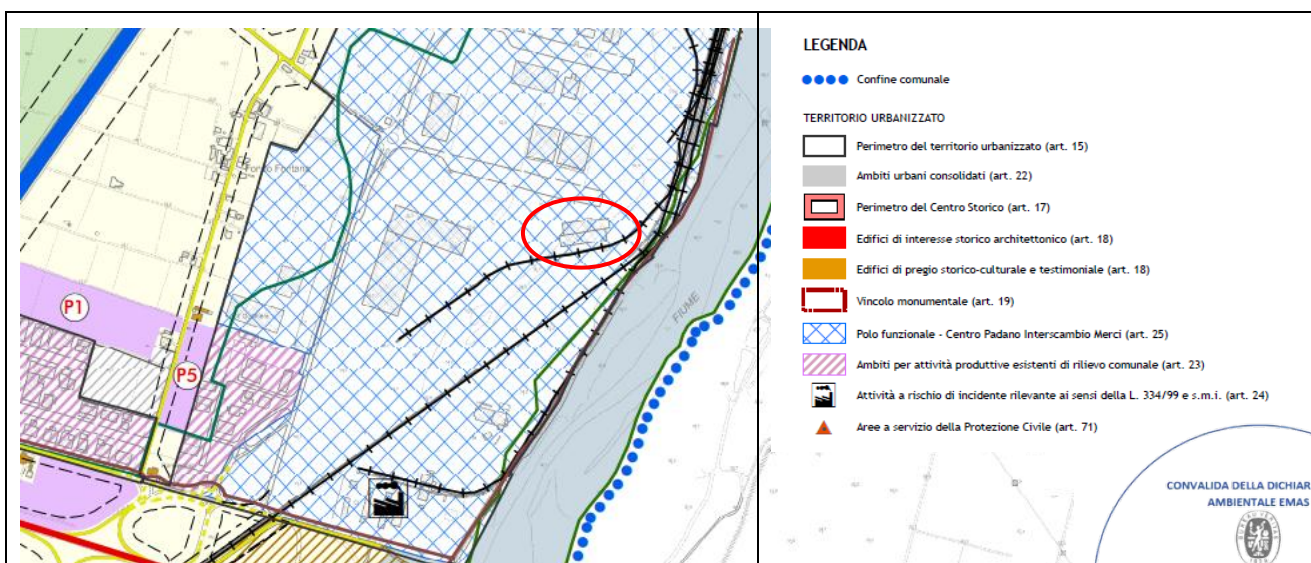 Fondo Fontana
P1
P5
FIUME
LEGENDA
Confine comunale
TERRITORIO URBANIZZATO
Perimetro del territorio urbanizzato (art. 15)
Ambiti urbani consolidati (art. 22)
Perimetro del Centro Storico (art. 17)
Edifici di interesse storico architettonico (art. 18)
Edifici di pregio storico-culturale e testimoniale (art. 18)
Vincolo monumentale (art. 19)
Polo funzionale - Centro Padano Interscambio Merci (art. 25)
Ambiti per attività produttive esistenti di rilievo comunale (art. 23)
Attività a rischio di incidente rilevante ai sensi della L. 334/99 e s.m.i. (art. 24)
Aree a servizio della Protezione Civile (art. 71)
CONVALIDA DELLA DICHIAR
AMBIENTALE EMAS